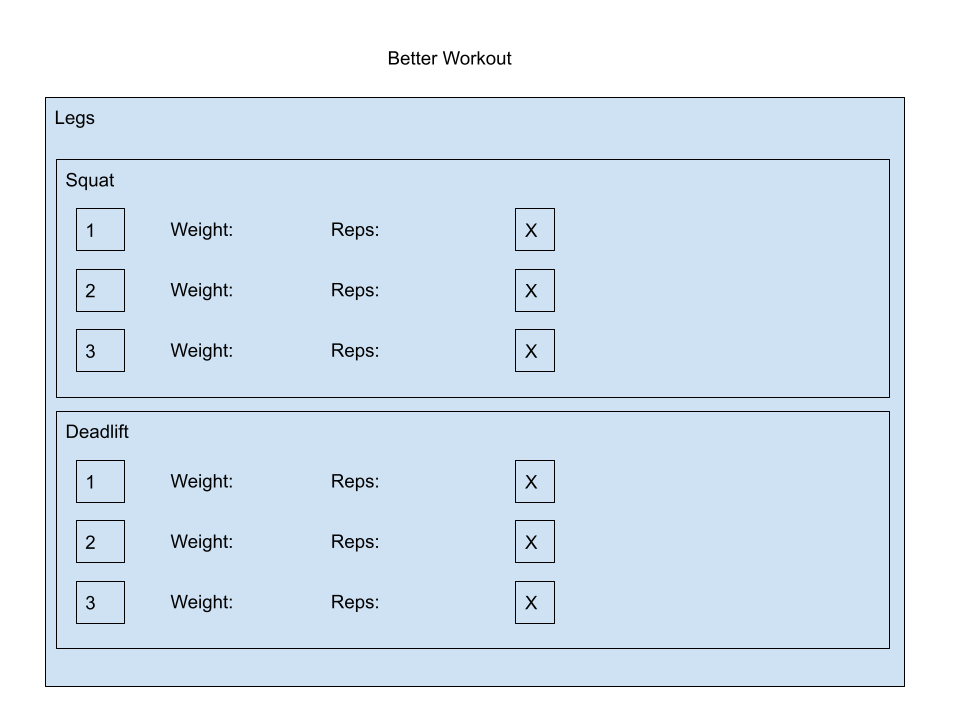 Better Workout
Legs
Squat
1 Weight: Reps: X
2 Weight: Reps: X
3 Weight: Reps: X
Deadlift
1 Weight: Reps: X
2 Weight: Reps: X
3 Weight: Reps: X